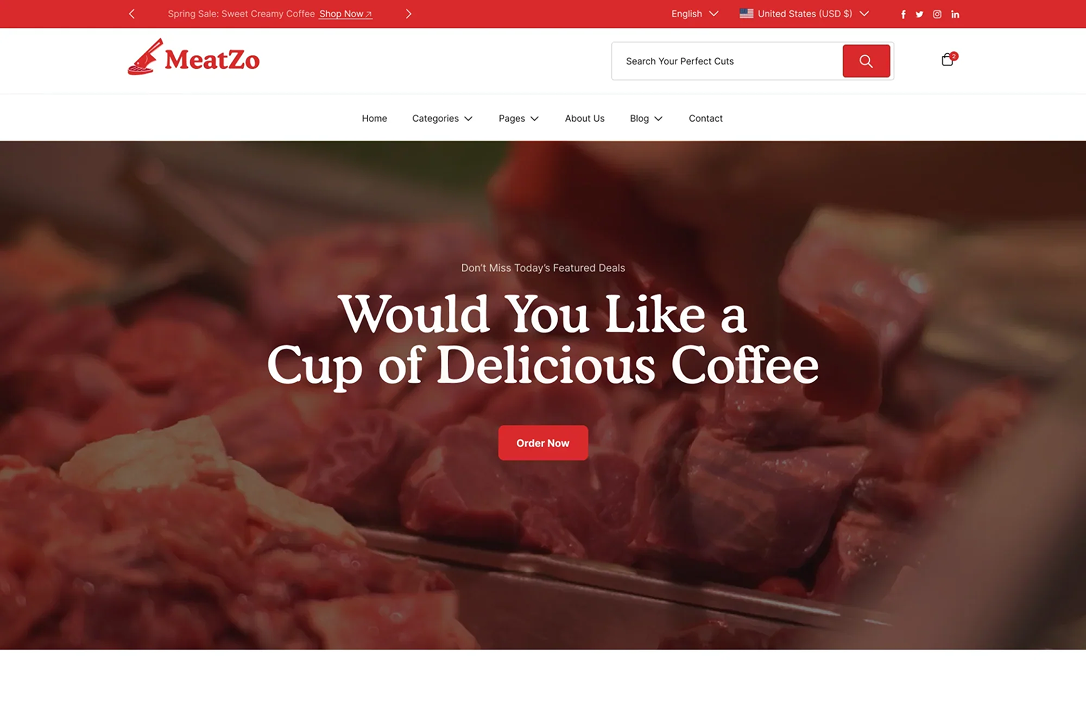 Spring Sale: Sweet Creamy Coffee Shop Now
English
United States (USD $)
MeatZo
Search Your Perfect Cuts
2
Home Categories Pages About Us Blog Contact
Don't Miss Today's Featured Deals
Would You Like a
Cup of Delicious Coffee
Order Now